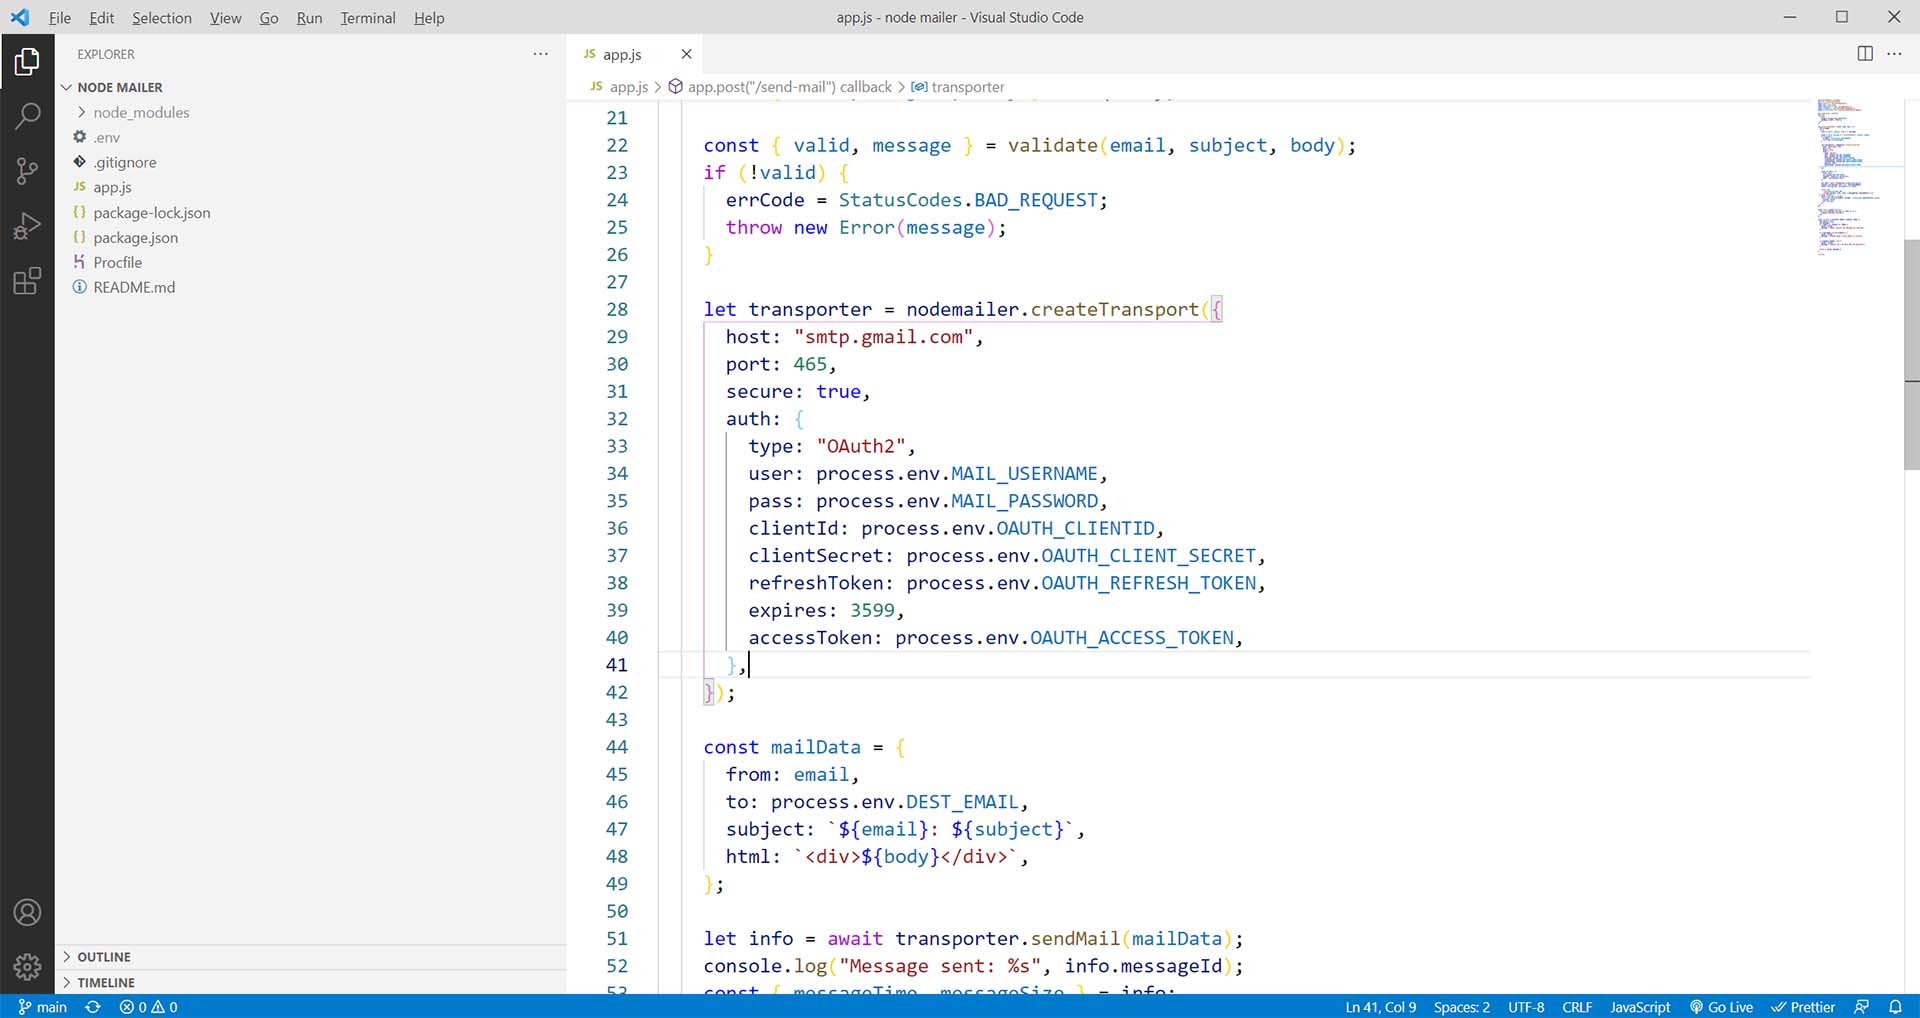 File Edit Selection View Go Run Terminal Help
app.js - node mailer - Visual Studio Code
EXPLORER
NODE MAILER
node_modules
.env
.gitignore
JS app.js
{} package-lock.json
{} package.json
Procfile
README.md
OUTLINE
TIMELINE
JS app.js
JS app.js > app.post("/send-mail") callback > transporter
21
22 const { valid, message } = validate(email, subject, body);
23 if (!valid) {
24 errCode = StatusCodes.BAD_REQUEST;
25 throw new Error(message);
26 }
27
28 let transporter = nodemailer.createTransport({
29 host: "smtp.gmail.com",
30 port: 465,
31 secure: true,
32 auth: {
33 type: "OAuth2",
34 user: process.env.MAIL_USERNAME,
35 pass: process.env.MAIL_PASSWORD,
36 clientId: process.env.OAUTH_CLIENTID,
37 clientSecret: process.env.OAUTH_CLIENT_SECRET,
38 refreshToken: process.env.OAUTH_REFRESH_TOKEN,
39 expires: 3599,
40 accessToken: process.env.OAUTH_ACCESS_TOKEN,
41 },
42 });
43
44 const mailData = {
45 from: email,
46 to: process.env.DEST_EMAIL,
47 subject: `${email}: ${subject}`,
48 html: `<div>${body}</div>`,
49 };
50
51 let info = await transporter.sendMail(mailData);
52 console.log("Message sent: %s", info.messageId);
53 const { messageTime, messageSize } = info;
main 0 0 Ln 41, Col 9 Spaces: 2 UTF-8 CRLF JavaScript Go Live Prettier